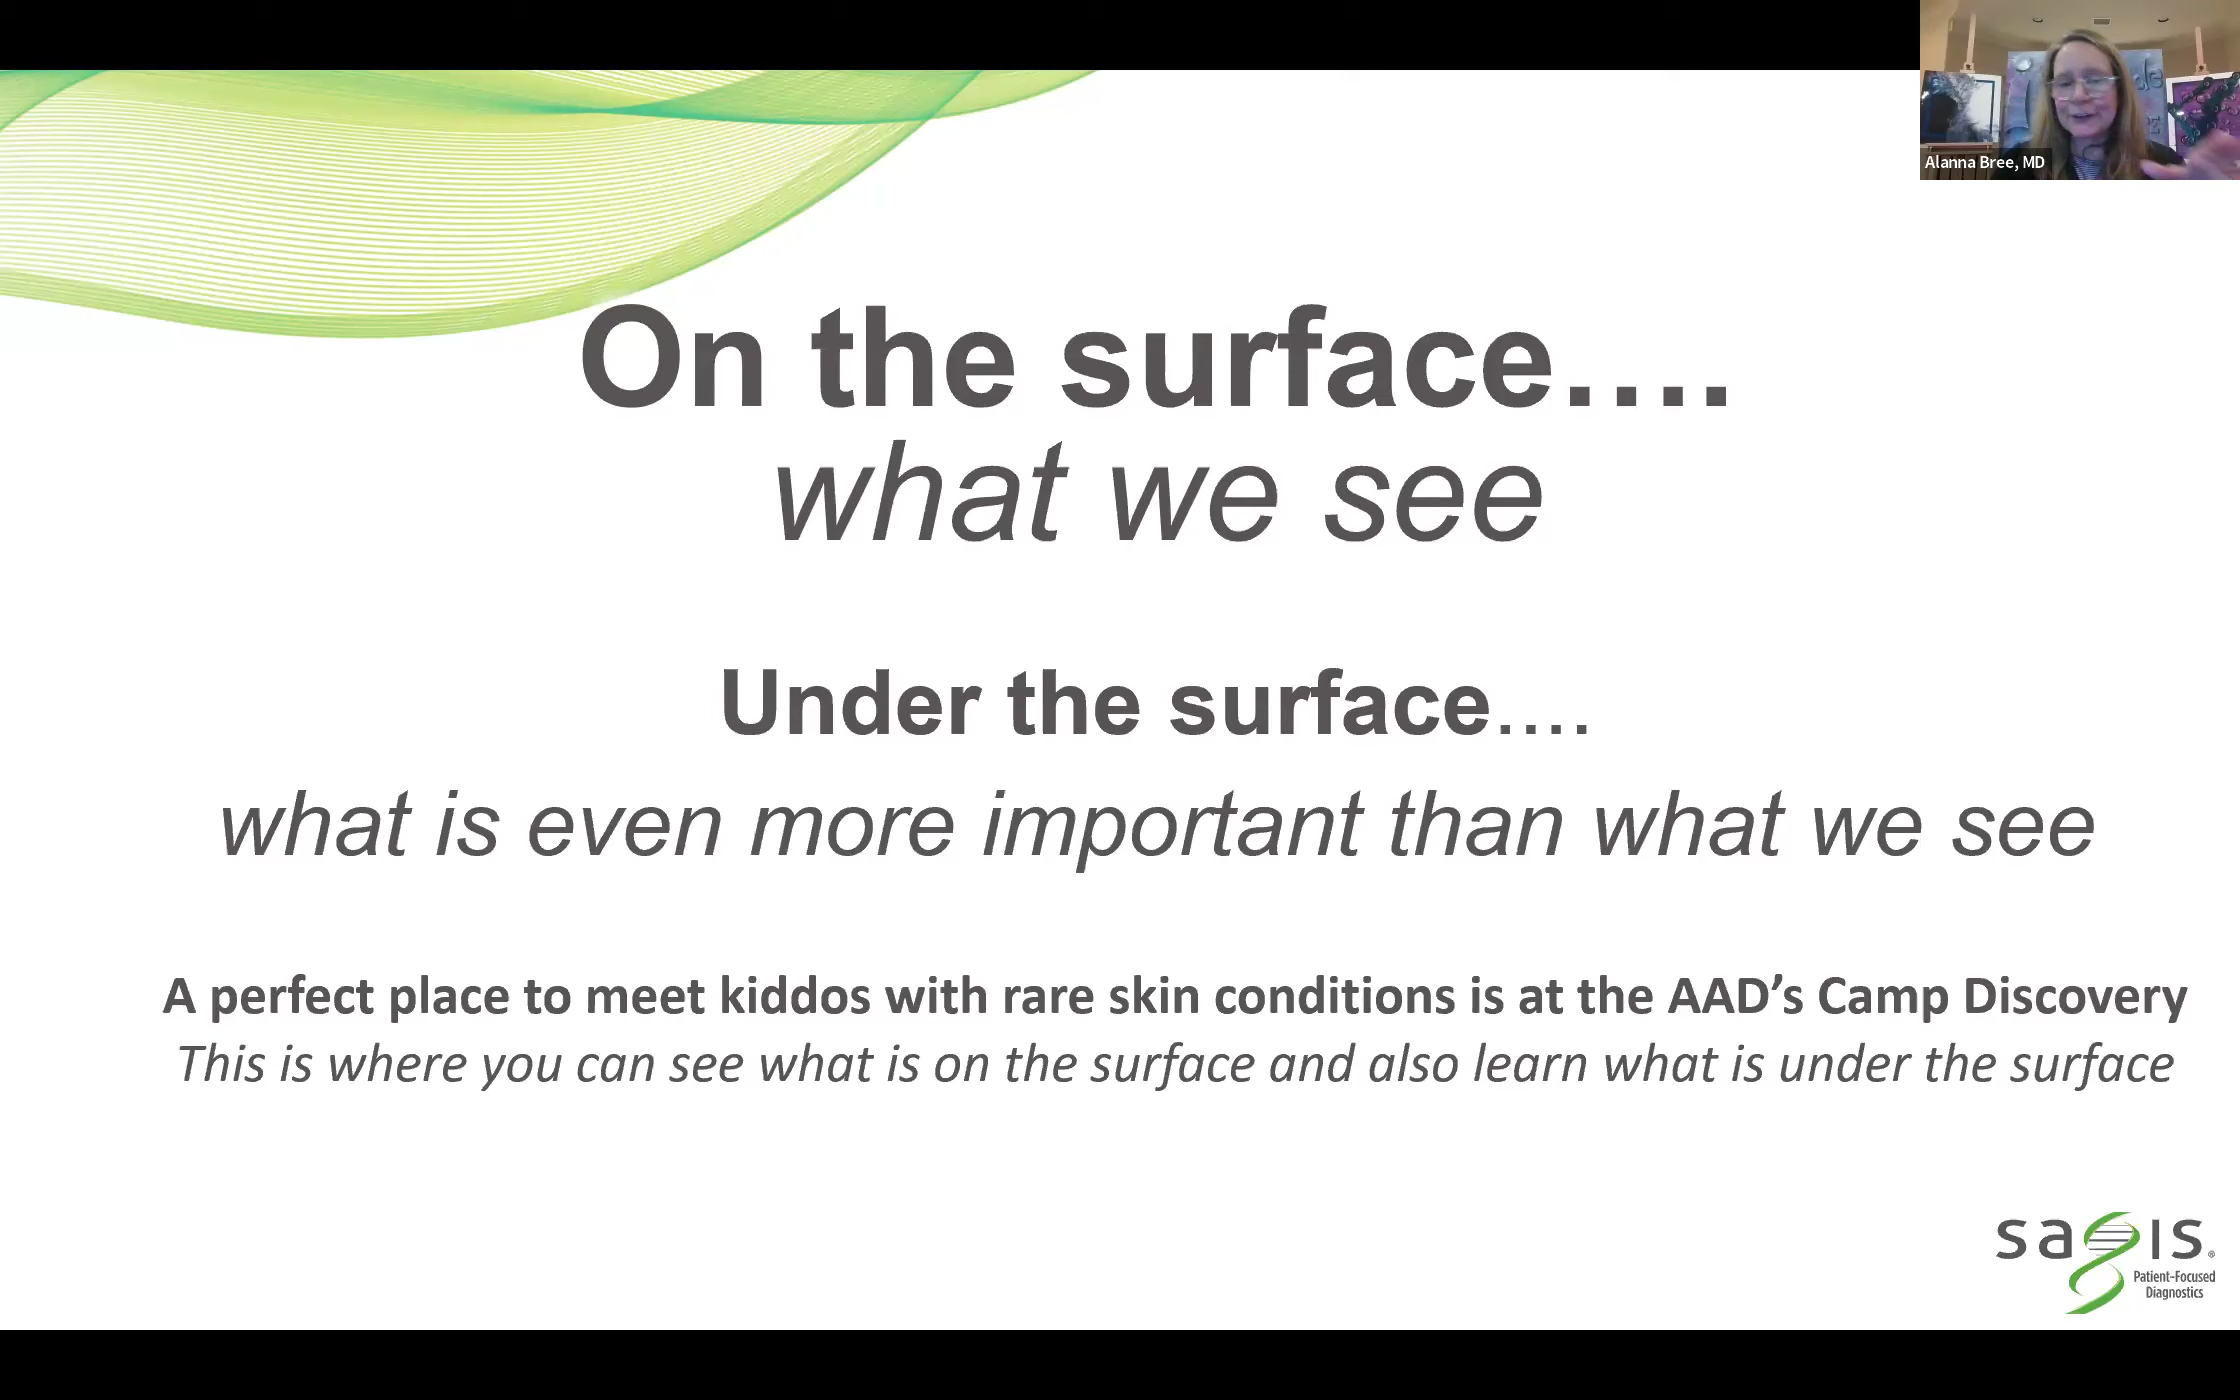 Alanna Bree, MD
On the surface….
what we see
Under the surface….
what is even more important than what we see
A perfect place to meet kiddos with rare skin conditions is at the AAD’s Camp Discovery
This is where you can see what is on the surface and also learn what is under the surface
sagis®
Patient-Focused
Diagnostics